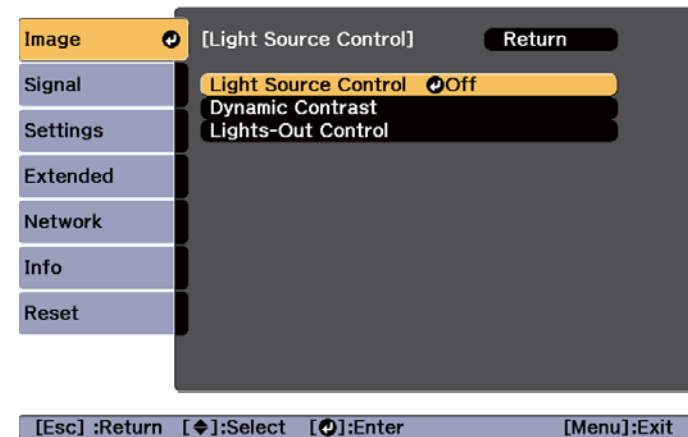 Image
Signal
Settings
Extended
Network
Info
Reset
[Light Source Control] Return
Light Source Control Off
Dynamic Contrast
Lights-Out Control
[Esc] :Return [ ]:Select [ ]:Enter [Menu]:Exit